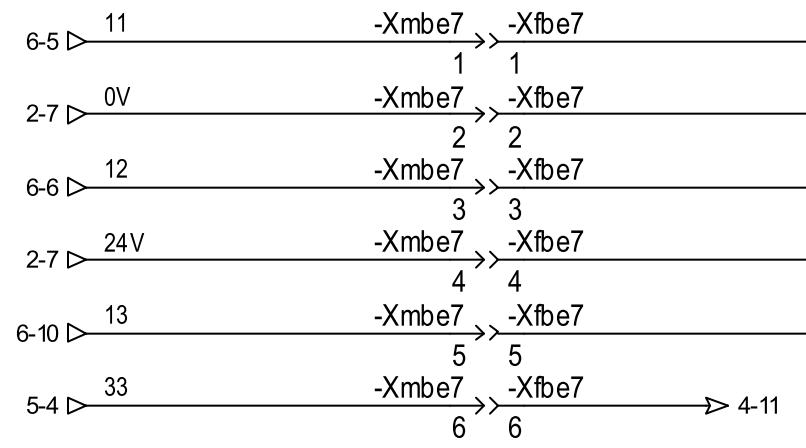 11 -Xmbe7 -Xfbe7
6-5
1 1
0V -Xmbe7 -Xfbe7
2-7
2 2
12 -Xmbe7 -Xfbe7
6-6
3 3
24V -Xmbe7 -Xfbe7
2-7
4 4
13 -Xmbe7 -Xfbe7
6-10
5 5
33 -Xmbe7 -Xfbe7
5-4 4-11
6 6